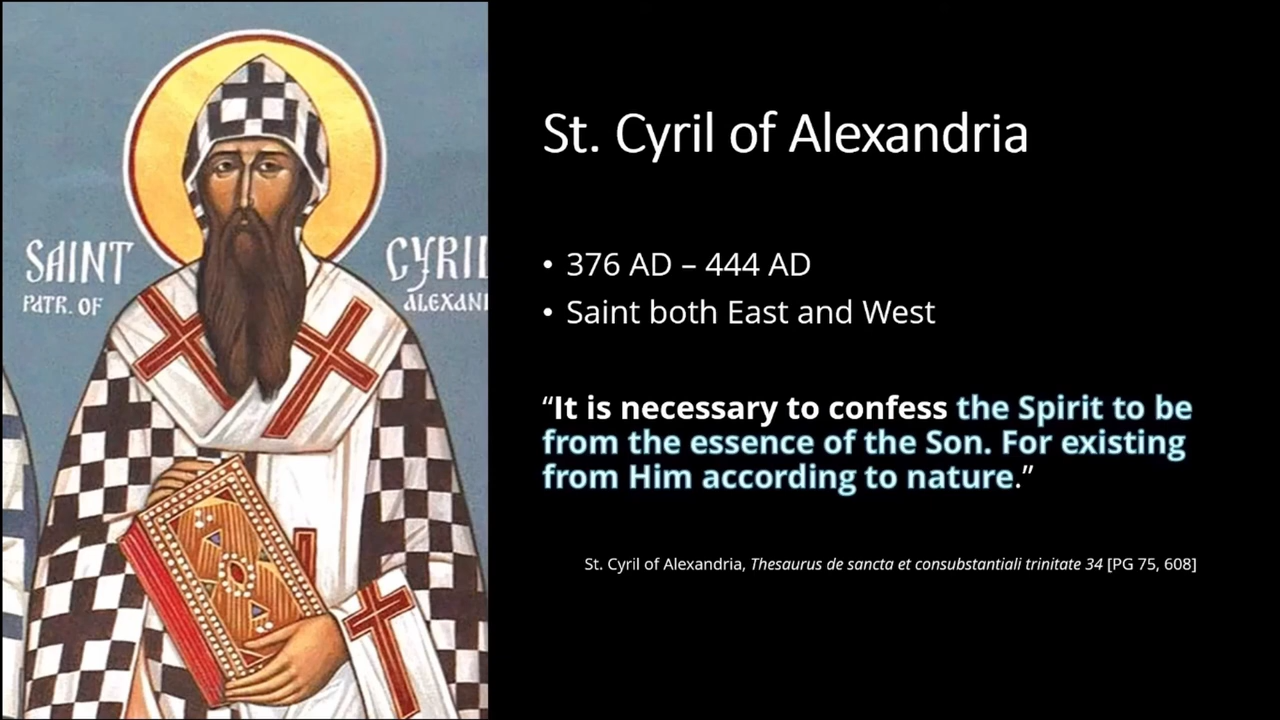 SAINT
PATR. OF
CYRIL
ALEXAN
St. Cyril of Alexandria
• 376 AD – 444 AD
• Saint both East and West
“It is necessary to confess the Spirit to be
from the essence of the Son. For existing
from Him according to nature.”
St. Cyril of Alexandria, Thesaurus de sancta et consubstantiali trinitate 34 [PG 75, 608]